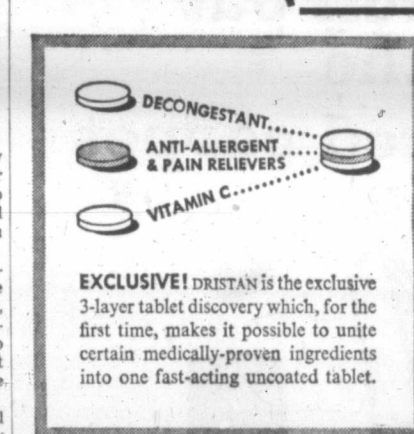 DECONGESTANT
ANTI-ALLERGENT
& PAIN RELIEVERS
VITAMIN C
EXCLUSIVE! DRISTAN is the exclusive
3-layer tablet discovery which, for the
first time, makes it possible to unite
certain medically-proven ingredients
into one fast-acting uncoated tablet.